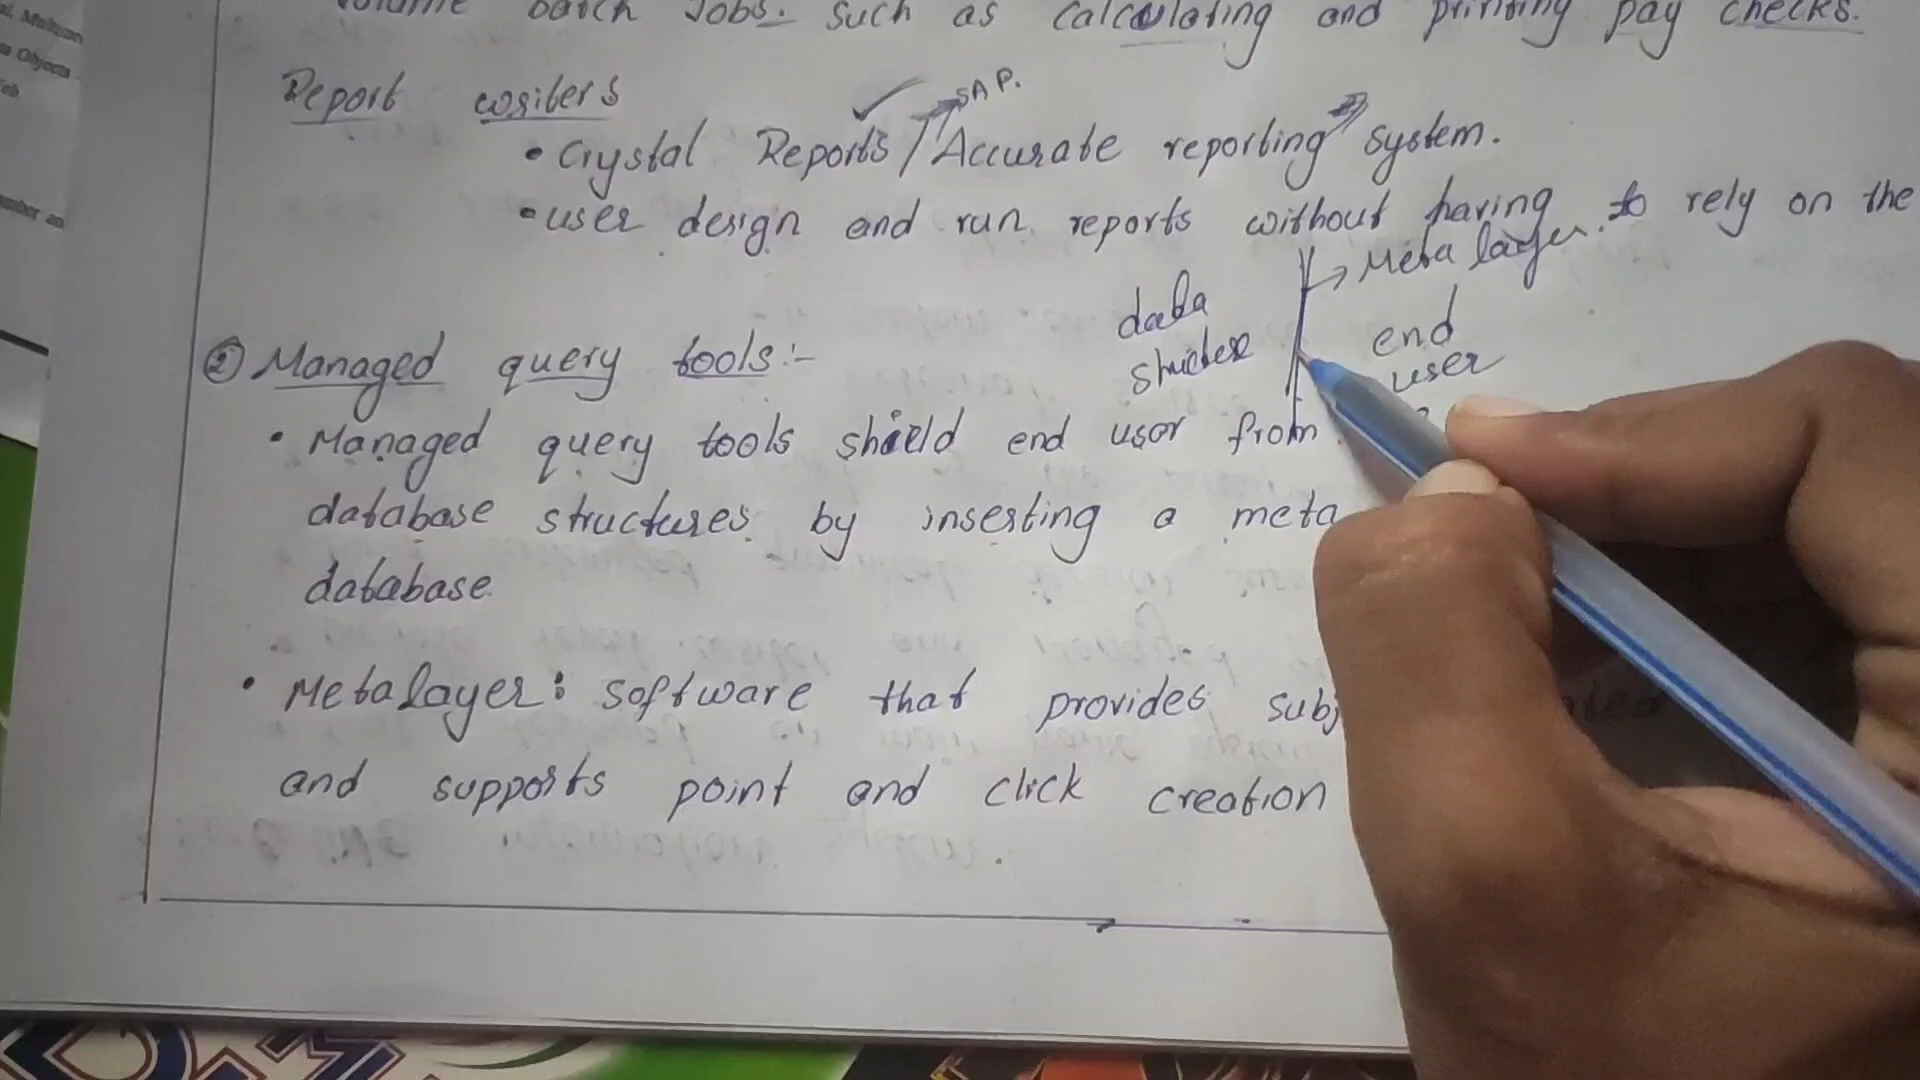 volume batch Jobs. Such as calculating and printing pay checks.
Report writers
SAP.
• Crystal Reports / Accurate reporting system.
• user design and run reports without having to rely on the
Meta layer.
data
end
user
② Managed query tools:-
• Managed query tools shield end user from
database structures by inserting a meta
database.
• Metalayer: software that provides subj
and supports point and click creation